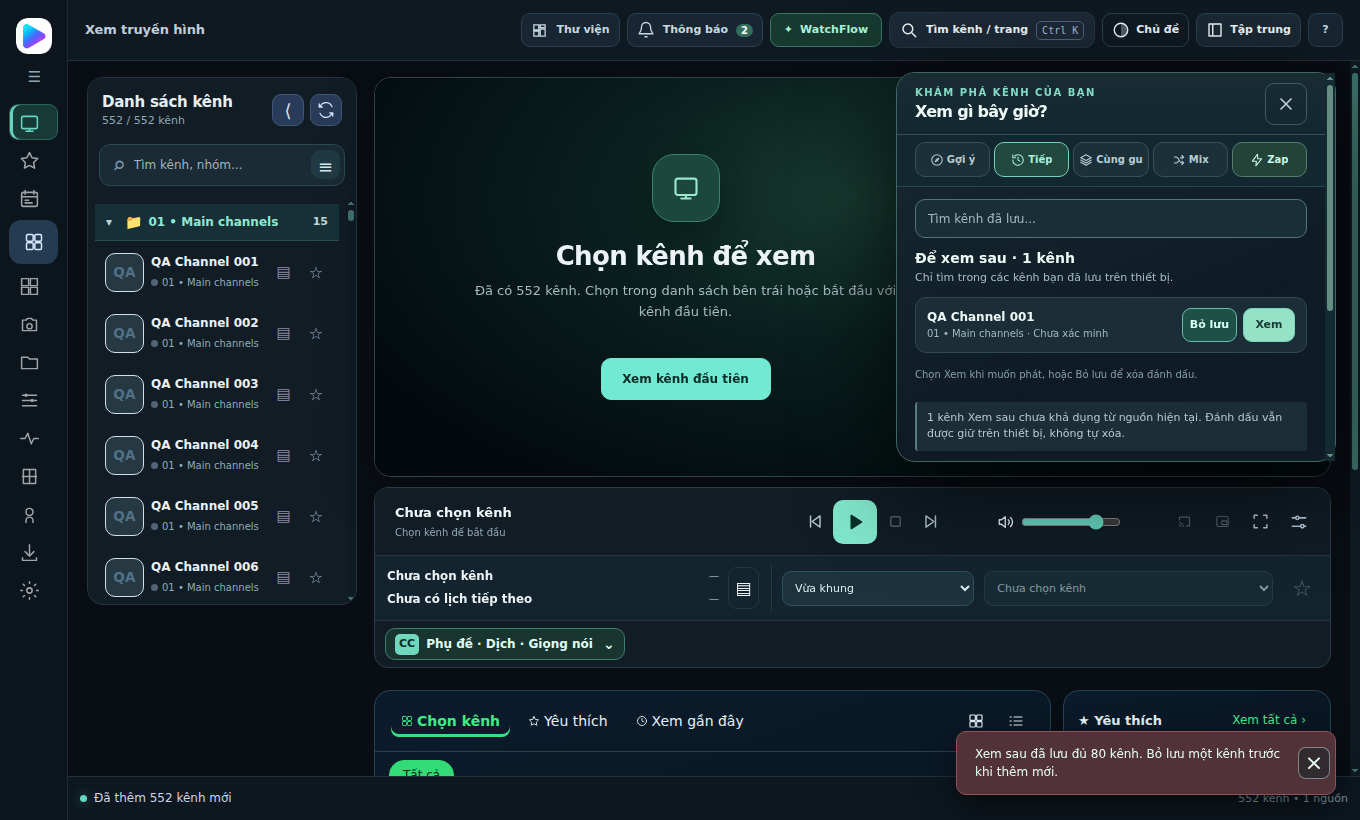 Xem truyền hình
Thư viện
Thông báo 2
WatchFlow
Tìm kênh / trang Ctrl K
Chủ đề
Tập trung
?
Danh sách kênh
552 / 552 kênh
Tìm kênh, nhóm...
01 • Main channels 15
QA
QA Channel 001
01 • Main channels
QA
QA Channel 002
01 • Main channels
QA
QA Channel 003
01 • Main channels
QA
QA Channel 004
01 • Main channels
QA
QA Channel 005
01 • Main channels
QA
QA Channel 006
01 • Main channels
Chọn kênh để xem
Đã có 552 kênh. Chọn trong danh sách bên trái hoặc bắt đầu với
kênh đầu tiên.
Xem kênh đầu tiên
KHÁM PHÁ KÊNH CỦA BẠN
Xem gì bây giờ?
Gợi ý
Tiếp
Cùng gu
Mix
Zap
Tìm kênh đã lưu...
Để xem sau · 1 kênh
Chỉ tìm trong các kênh bạn đã lưu trên thiết bị.
QA Channel 001
01 • Main channels · Chưa xác minh
Bỏ lưu
Xem
Chọn Xem khi muốn phát, hoặc Bỏ lưu để xóa đánh dấu.
1 kênh Xem sau chưa khả dụng từ nguồn hiện tại. Đánh dấu vẫn
được giữ trên thiết bị, không tự xóa.
Chưa chọn kênh
Chọn kênh để bắt đầu
Chưa chọn kênh —
Chưa có lịch tiếp theo —
Vừa khung
Chưa chọn kênh
CC Phụ đề · Dịch · Giọng nói
Chọn kênh
Yêu thích
Xem gần đây
★ Yêu thích
Xem tất cả ›
Tất cả
Xem sau đã lưu đủ 80 kênh. Bỏ lưu một kênh trước
khi thêm mới.
Đã thêm 552 kênh mới
552 kênh • 1 nguồn